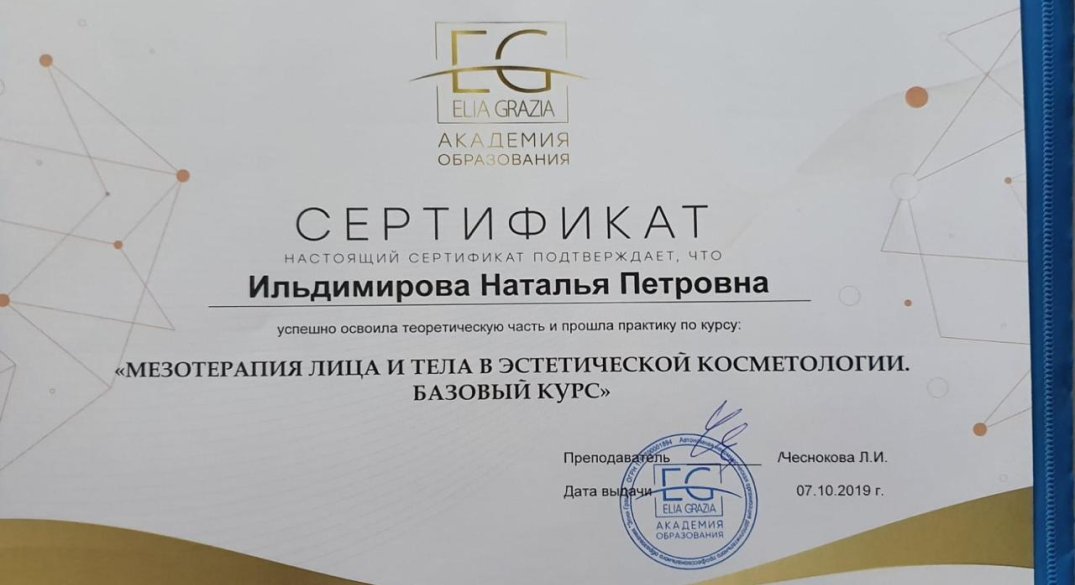 EG
ELIA GRAZIA
АКАДЕМИЯ
ОБРАЗОВАНИЯ
СЕРТИФИКАТ
НАСТОЯЩИЙ СЕРТИФИКАТ ПОДТВЕРЖДАЕТ, ЧТО
Ильдимирова Наталья Петровна
успешно освоила теоретическую часть и прошла практику по курсу:
«МЕЗОТЕРАПИЯ ЛИЦА И ТЕЛА В ЭСТЕТИЧЕСКОЙ КОСМЕТОЛОГИИ.
БАЗОВЫЙ КУРС»
Преподаватель /Чеснокова Л.И.
Дата выдачи 07.10.2019 г.
EG
ELIA GRAZIA
АКАДЕМИЯ
ОБРАЗОВАНИЯ